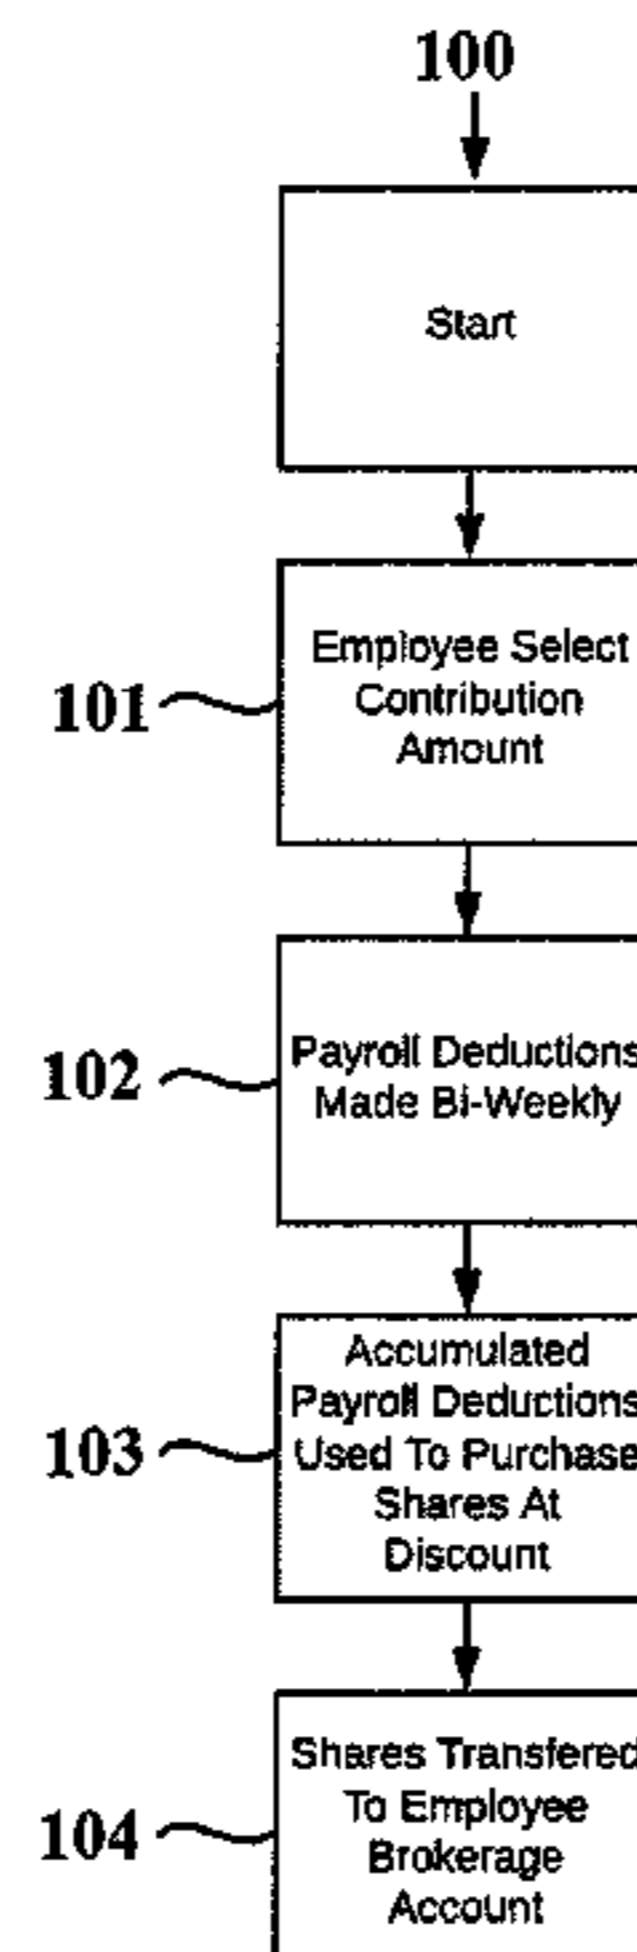 100
Start
Employee Select
Contribution
Amount
101
Payroll Deductions
Made Bi-Weekly
102
Accumulated
Payroll Deductions
Used To Purchase
Shares At
Discount
103
Shares Transfered
To Employee
Brokerage
Account
104